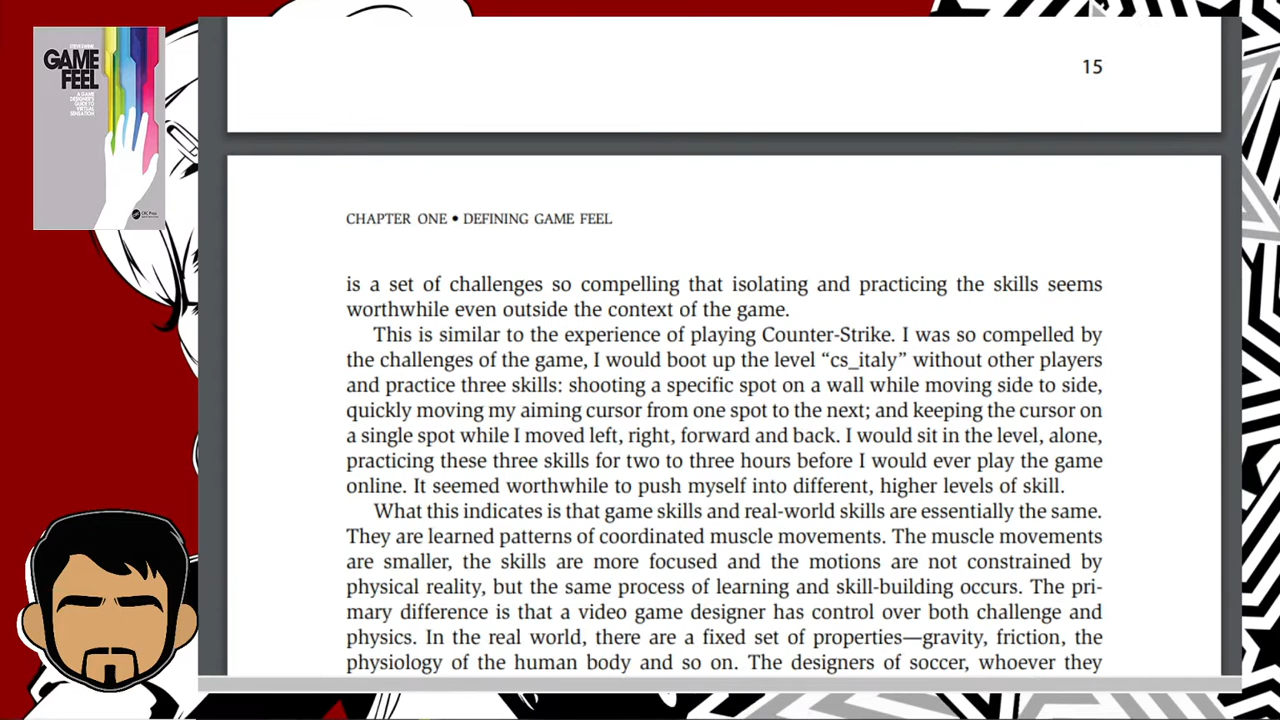 STEVE SWINK
GAME
FEEL
A GAME
DESIGNER'S
GUIDE TO
VIRTUAL
SENSATION
CRC Press
15
CHAPTER ONE • DEFINING GAME FEEL
is a set of challenges so compelling that isolating and practicing the skills seems
worthwhile even outside the context of the game.
This is similar to the experience of playing Counter-Strike. I was so compelled by
the challenges of the game, I would boot up the level “cs_italy” without other players
and practice three skills: shooting a specific spot on a wall while moving side to side,
quickly moving my aiming cursor from one spot to the next; and keeping the cursor on
a single spot while I moved left, right, forward and back. I would sit in the level, alone,
practicing these three skills for two to three hours before I would ever play the game
online. It seemed worthwhile to push myself into different, higher levels of skill.
What this indicates is that game skills and real-world skills are essentially the same.
They are learned patterns of coordinated muscle movements. The muscle movements
are smaller, the skills are more focused and the motions are not constrained by
physical reality, but the same process of learning and skill-building occurs. The pri-
mary difference is that a video game designer has control over both challenge and
physics. In the real world, there are a fixed set of properties—gravity, friction, the
physiology of the human body and so on. The designers of soccer, whoever they